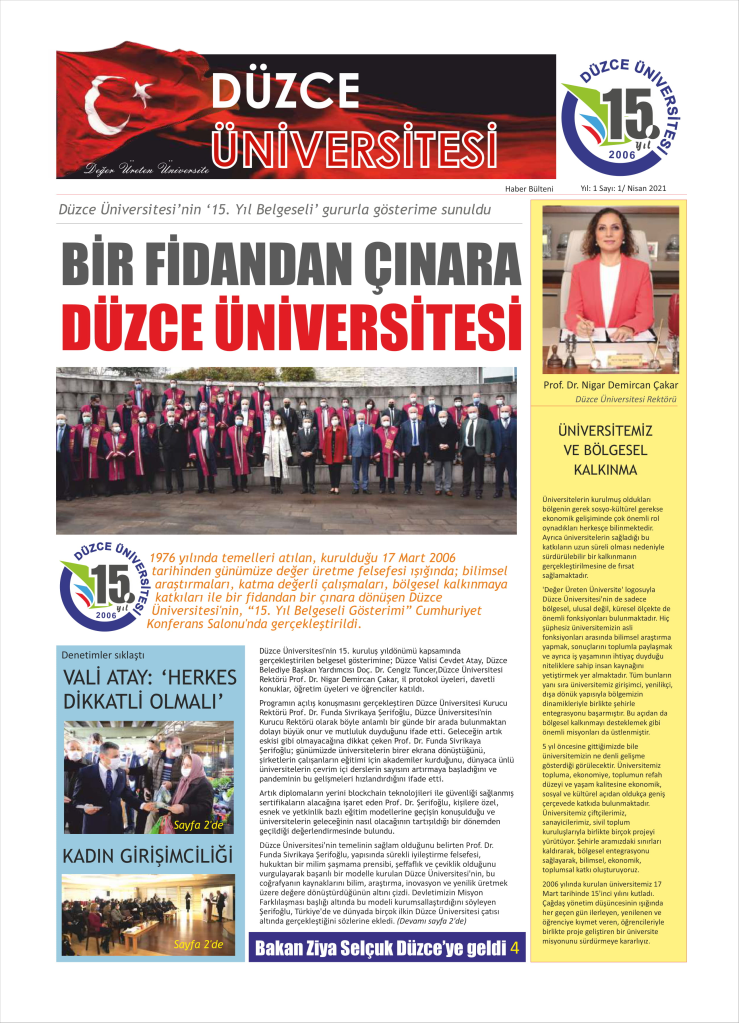 DÜZCE
ÜNİVERSİTESİ
Değer Üreten Üniversite
DÜZCE ÜNİVERSİTESİ
15.
yıl
2006
Haber Bülteni
Yıl: 1 Sayı: 1/ Nisan 2021
Düzce Üniversitesi’nin ‘15. Yıl Belgeseli’ gururla gösterime sunuldu
BİR FİDANDAN ÇINARA
DÜZCE ÜNİVERSİTESİ
DÜZCE ÜNİVERSİTESİ
15.
yıl
2006
1976 yılında temelleri atılan, kurulduğu 17 Mart 2006
tarihinden günümüze değer üretme felsefesi ışığında; bilimsel
araştırmaları, katma değerli çalışmaları, bölgesel kalkınmaya
katkıları ile bir fidandan bir çınara dönüşen Düzce
Üniversitesi'nin, “15. Yıl Belgeseli Gösterimi” Cumhuriyet
Konferans Salonu'nda gerçekleştirildi.
Denetimler sıklaştı
VALİ ATAY: ‘HERKES
DİKKATLİ OLMALI’
Sayfa 2'de
KADIN GİRİŞİMCİLİĞİ
Sayfa 2'de
Düzce Üniversitesi'nin 15. kuruluş yıldönümü kapsamında
gerçekleştirilen belgesel gösterimine; Düzce Valisi Cevdet Atay, Düzce
Belediye Başkan Yardımcısı Doç. Dr. Cengiz Tuncer,Düzce Üniversitesi
Rektörü Prof. Dr. Nigar Demircan Çakar, il protokol üyeleri, davetli
konuklar, öğretim üyeleri ve öğrenciler katıldı.
Programın açılış konuşmasını gerçekleştiren Düzce Üniversitesi Kurucu
Rektörü Prof. Dr. Funda Sivrikaya Şerifoğlu, Düzce Üniversitesi'nin
Kurucu Rektörü olarak böyle anlamlı bir günde bir arada bulunmaktan
dolayı büyük onur ve mutluluk duyduğunu ifade etti. Geleceğin artık
eskisi gibi olmayacağına dikkat çeken Prof. Dr. Funda Sivrikaya
Şerifoğlu; günümüzde üniversitelerin birer ekrana dönüştüğünü,
şirketlerin çalışanların eğitimi için akademiler kurduğunu, dünyaca ünlü
üniversitelerin çevrim içi derslerin sayısını artırmaya başladığını ve
pandeminin bu gelişmeleri hızlandırdığını ifade etti.
Artık diplomaların yerini blockchain teknolojileri ile güvenliği sağlanmış
sertifikaların alacağına işaret eden Prof. Dr. Şerifoğlu, kişilere özel,
esnek ve yetkinlik bazlı eğitim modellerine geçişin konuşulduğu ve
üniversitelerin geleceğinin nasıl olacağının tartışıldığı bir dönemden
geçildiği değerlendirmesinde bulundu.
Düzce Üniversitesi’nin temelinin sağlam olduğunu belirten Prof. Dr.
Funda Sivrikaya Şerifoğlu, yapısında sürekli iyileştirme felsefesi,
hukuktan bir milim şaşmama prensibi, şeffaflık ve çeviklik olduğunu
vurgulayarak başarılı bir modelle kurulan Düzce Üniversitesi’nin, bu
coğrafyanın kaynaklarını bilim, araştırma, inovasyon ve yenilik üretmek
üzere değere dönüştürdüğünün altını çizdi. Devletimizin Misyon
Farklılaşması başlığı altında bu modeli kurumsallaştırdığını söyleyen
Şerifoğlu, Türkiye'de ve dünyada birçok ilkin Düzce Üniversitesi çatısı
altında gerçekleştiğini sözlerine ekledi. (Devamı sayfa 2'de)
Bakan Ziya Selçuk Düzce’ye geldi 4
Prof. Dr. Nigar Demircan Çakar
Düzce Üniversitesi Rektörü
ÜNİVERSİTEMİZ
VE BÖLGESEL
KALKINMA
Üniversitelerin kurulmuş oldukları
bölgenin gerek sosyo-kültürel gerekse
ekonomik gelişiminde çok önemli rol
oynadıkları herkesçe bilinmektedir.
Ayrıca üniversitelerin sağladığı bu
katkıların uzun süreli olması nedeniyle
sürdürülebilir bir kalkınmanın
gerçekleştirilmesine de fırsat
sağlamaktadır.
'Değer Üreten Üniversite' logosuyla
Düzce Üniversitesi’nin de sadece
bölgesel, ulusal değil, küresel ölçekte de
önemli fonksiyonları bulunmaktadır. Hiç
şüphesiz üniversitemizin asli
fonksiyonları arasında bilimsel araştırma
yapmak, sonuçlarını toplumla paylaşmak
ve ayrıca iş yaşamının ihtiyaç duyduğu
niteliklere sahip insan kaynağını
yetiştirmek yer almaktadır. Tüm bunların
yanı sıra üniversitemiz girişimci, yenilikçi,
dışa dönük yapısıyla bölgemizin
dinamikleriyle birlikte şehirle
entegrasyonu başarmıştır. Bu açıdan da
bölgesel kalkınmayı desteklemek gibi
önemli misyonları da üstlenmiştir.
5 yıl öncesine gittiğimizde bile
üniversitemizin ne denli gelişme
gösterdiği görülecektir. Üniversitemiz
topluma, ekonomiye, toplumun refah
düzeyi ve yaşam kalitesine ekonomik,
sosyal ve kültürel açıdan oldukça geniş
çerçevede katkıda bulunmaktadır.
Üniversitemiz çiftçilerimiz,
sanayicilerimiz, sivil toplum
kuruluşlarıyla birlikte birçok projeyi
yürütüyor. Şehirle aramızdaki sınırları
kaldırarak, bölgesel entegrasyonu
sağlayarak, bilimsel, ekonomik,
toplumsal katkı oluşturuyoruz.
2006 yılında kurulan üniversitemiz 17
Mart tarihinde 15’inci yılını kutladı.
Çağdaş yönetim düşüncesinin ışığında
her geçen gün ilerleyen, yenilenen ve
öğrenciye kıymet veren, öğrencileriyle
birlikte proje geliştiren bir üniversite
misyonunu sürdürmeye kararlıyız.